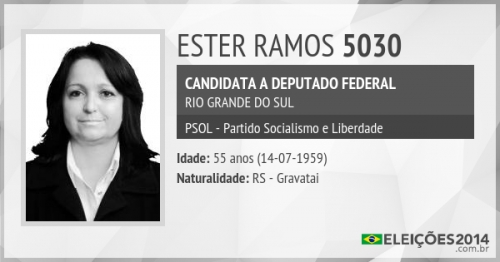 ESTER RAMOS 5030
CANDIDATA A DEPUTADO FEDERAL
RIO GRANDE DO SUL
PSOL - Partido Socialismo e Liberdade
Idade: 55 anos (14-07-1959)
Naturalidade: RS - Gravatai
ELEIÇÕES2014
.com.br